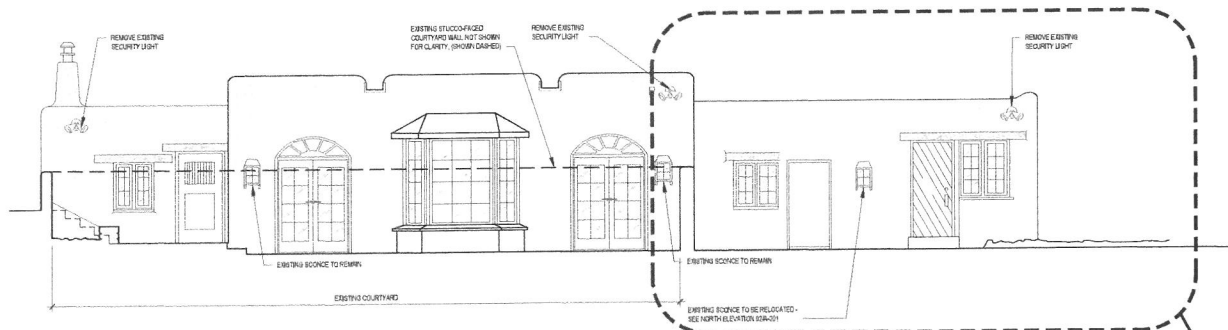 REMOVE EXISTING
SECURITY LIGHT
EXISTING STUCCO-FACED
COURTYARD WALL NOT SHOWN
FOR CLARITY, (SHOWN DASHED)
REMOVE EXISTING
SECURITY LIGHT
REMOVE EXISTING
SECURITY LIGHT
EXISTING SCONCE TO REMAIN
EXISTING SCONCE TO REMAIN
EXISTING COURTYARD
EXISTING SCONCE TO BE RELOCATED -
SEE NORTH ELEVATION